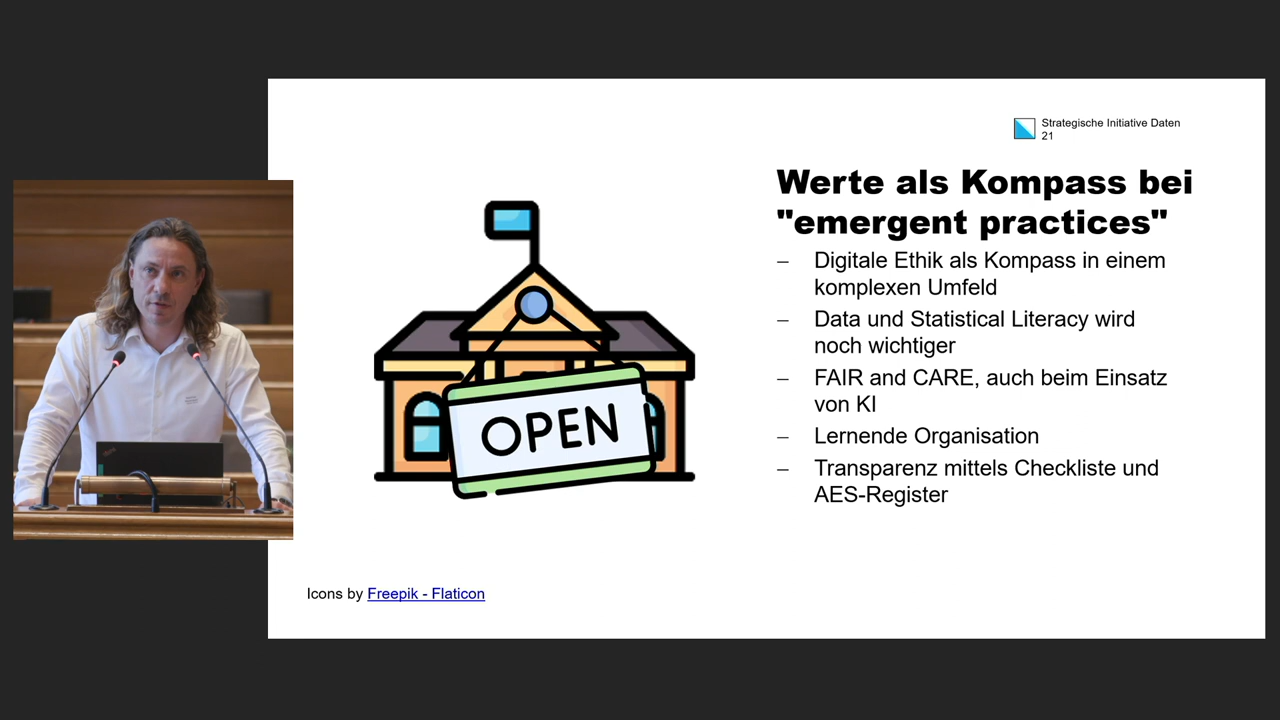 Strategische Initiative Daten
21
Werte als Kompass bei
"emergent practices"
– Digitale Ethik als Kompass in einem
komplexen Umfeld
– Data und Statistical Literacy wird
noch wichtiger
– FAIR and CARE, auch beim Einsatz
von KI
– Lernende Organisation
– Transparenz mittels Checkliste und
AES-Register
OPEN
Icons by Freepik - Flaticon